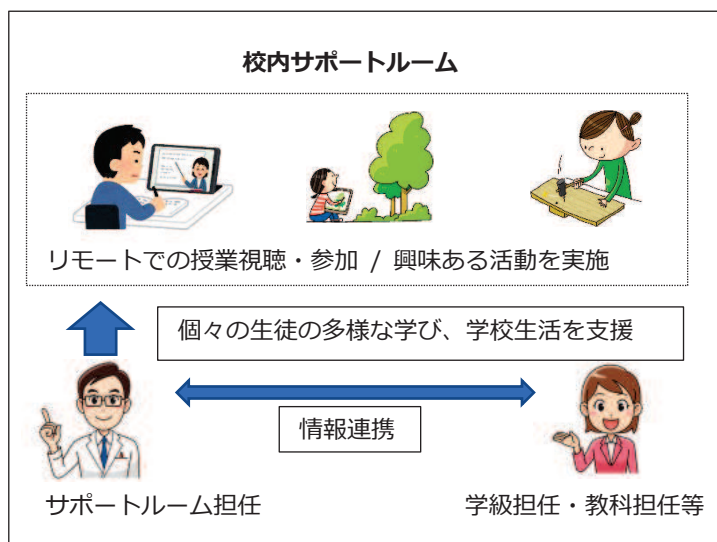 校内サポートルーム
リモートでの授業視聴・参加 / 興味ある活動を実施
個々の生徒の多様な学び、学校生活を支援
情報連携
サポートルーム担任
学級担任・教科担任等